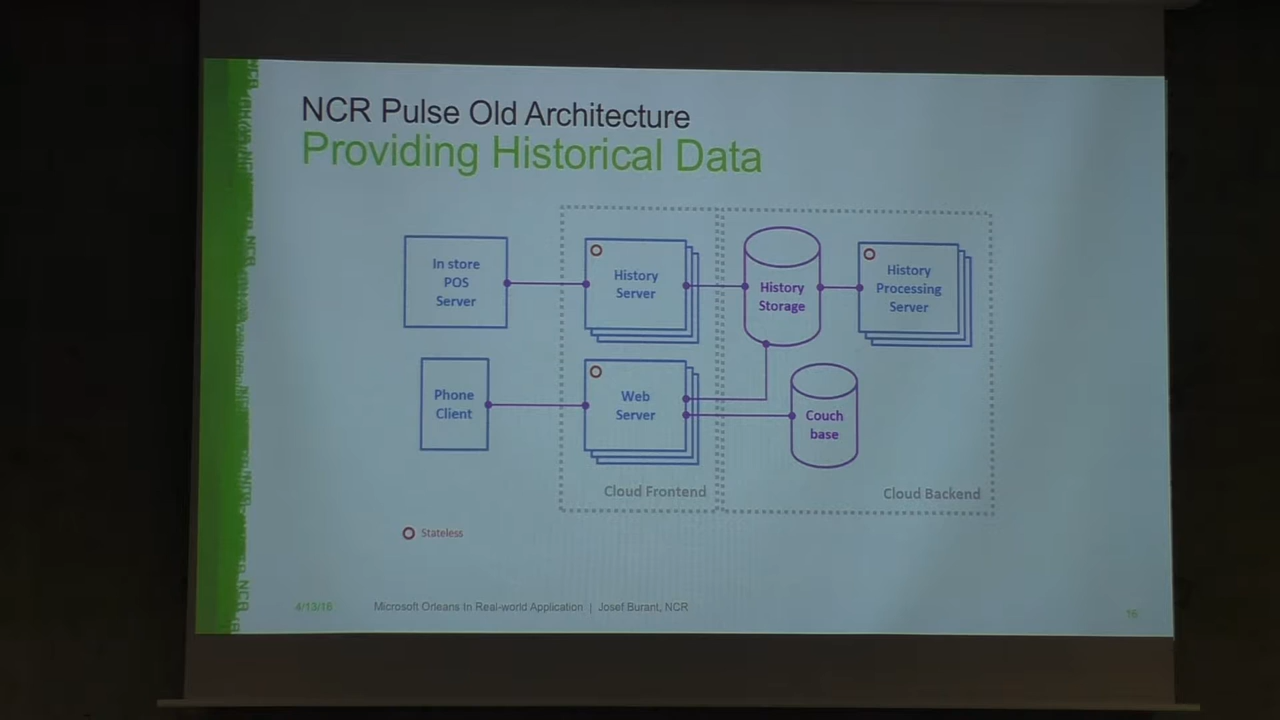 NCR Pulse Old Architecture
Providing Historical Data
In store
POS
Server
History
Server
History
Storage
History
Processing
Server
Phone
Client
Web
Server
Couch
base
Cloud Frontend
Cloud Backend
Stateless
4/13/16
Microsoft Orleans In Real-world Application | Josef Burant, NCR
16